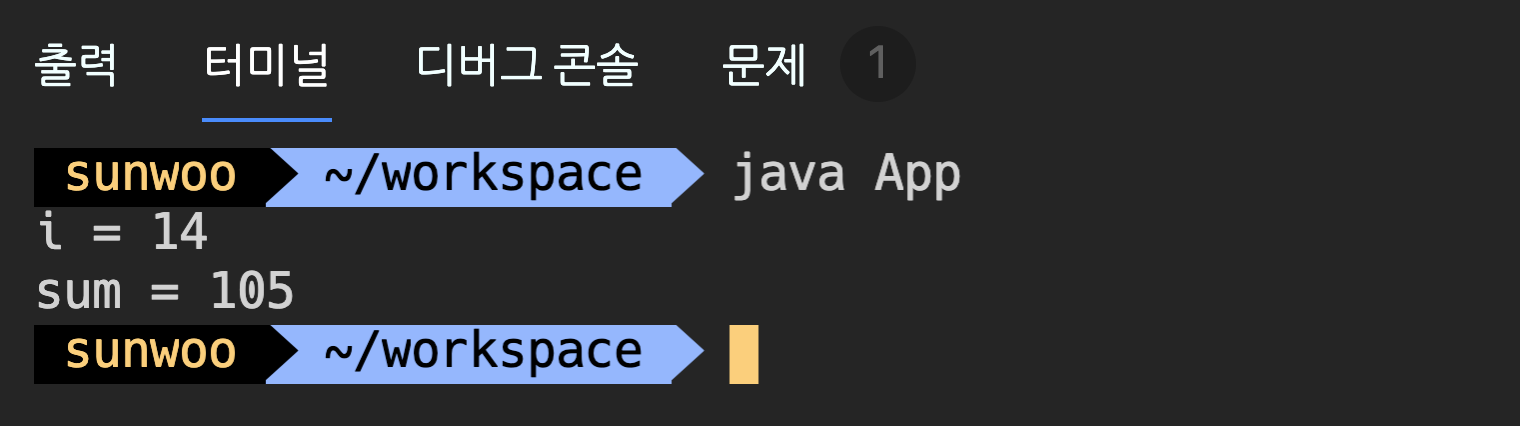 출력 터미널 디버그 콘솔 문제 1
sunwoo ~/workspace java App
i = 14
sum = 105
sunwoo ~/workspace